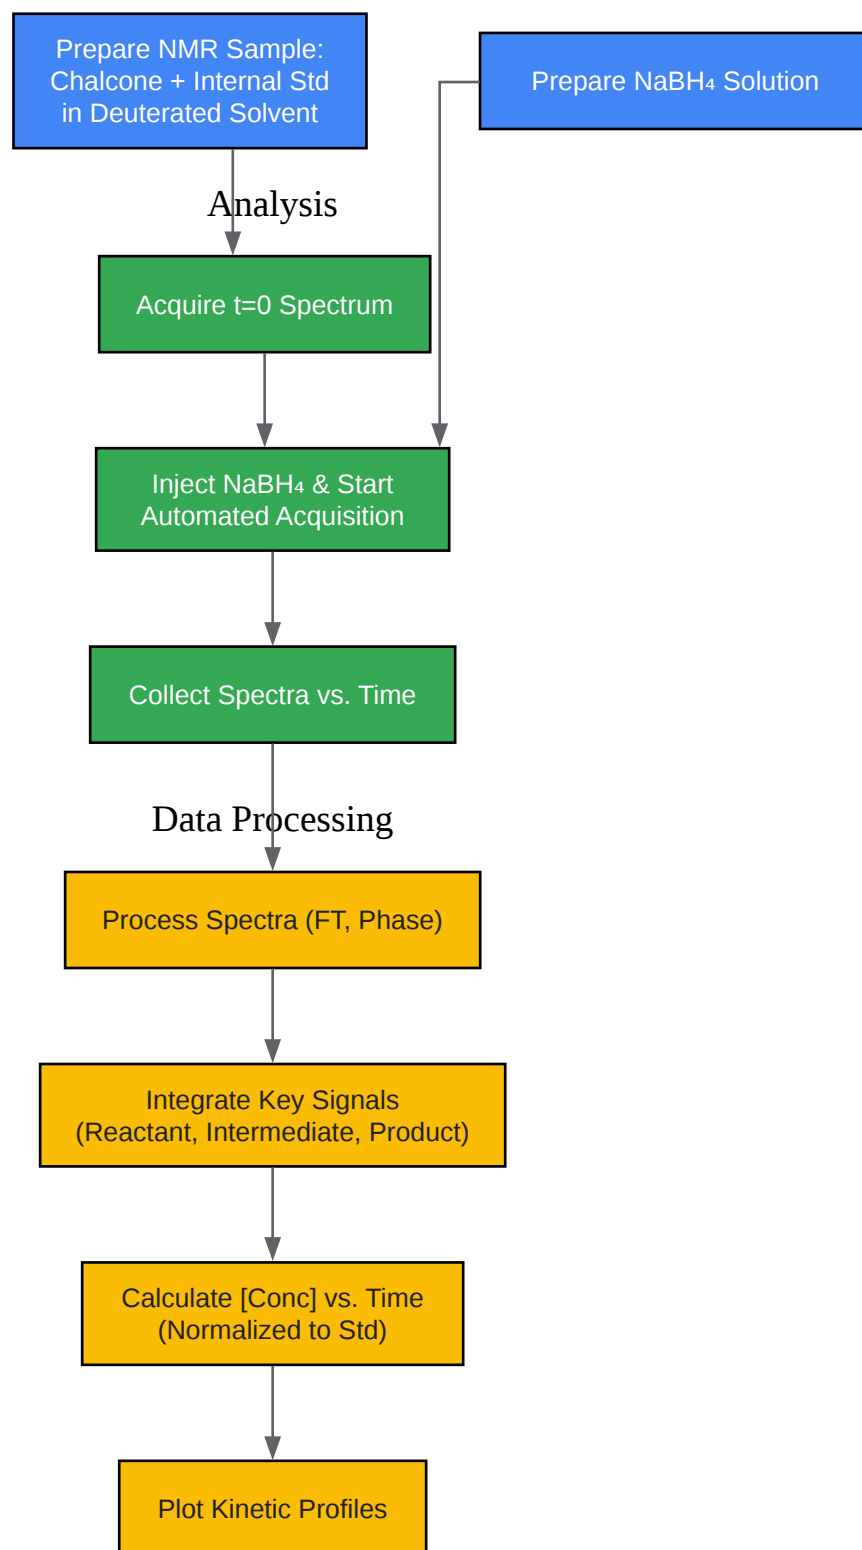 Prepare NMR Sample:
Chalcone + Internal Std
in Deuterated Solvent
Prepare NaBH₄ Solution
Analysis
Acquire t=0 Spectrum
Inject NaBH₄ & Start
Automated Acquisition
Collect Spectra vs. Time
Data Processing
Process Spectra (FT, Phase)
Integrate Key Signals
(Reactant, Intermediate, Product)
Calculate [Conc] vs. Time
(Normalized to Std)
Plot Kinetic Profiles